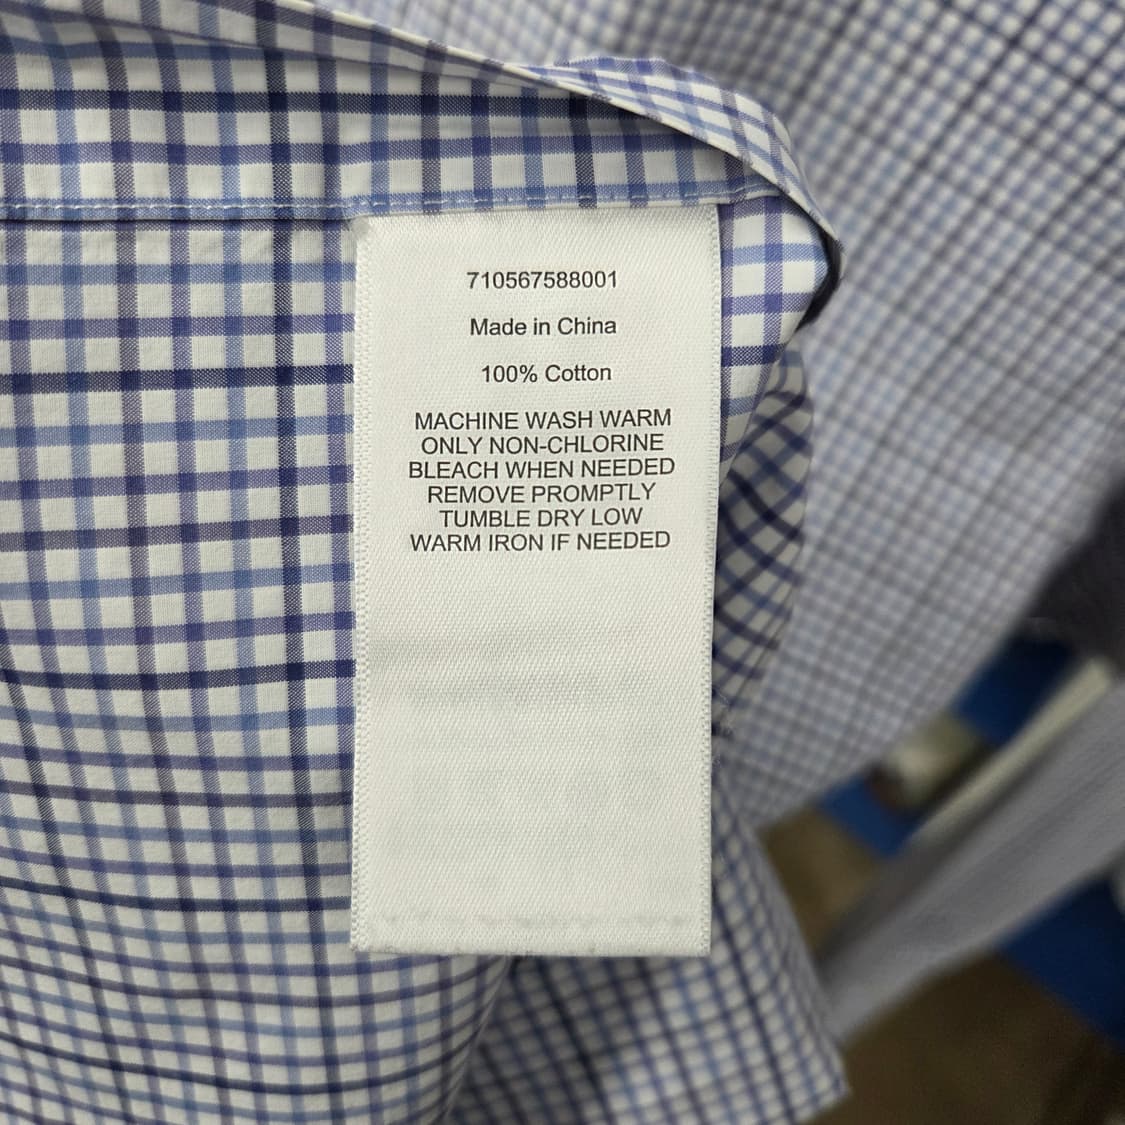 710567588001
Made in China
100% Cotton
MACHINE WASH WARM
ONLY NON-CHLORINE
BLEACH WHEN NEEDED
REMOVE PROMPTLY
TUMBLE DRY LOW
WARM IRON IF NEEDED